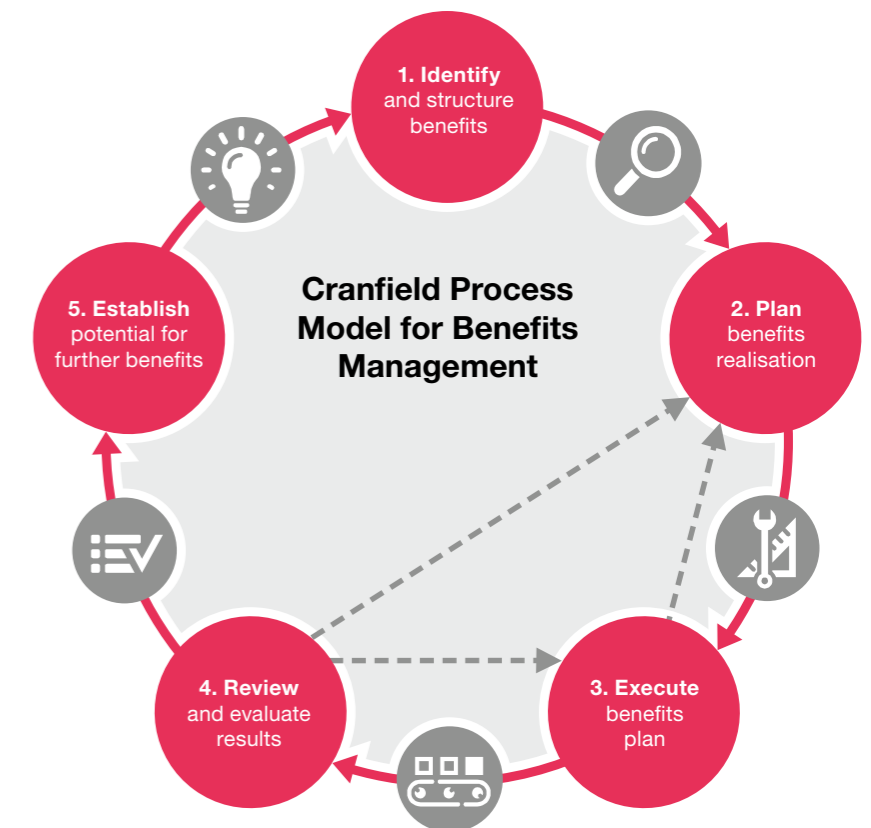 1. Identify
and structure
benefits
Cranfield Process
Model for Benefits
Management
2. Plan
benefits
realisation
3. Execute
benefits
plan
4. Review
and evaluate
results
5. Establish
potential for
further benefits